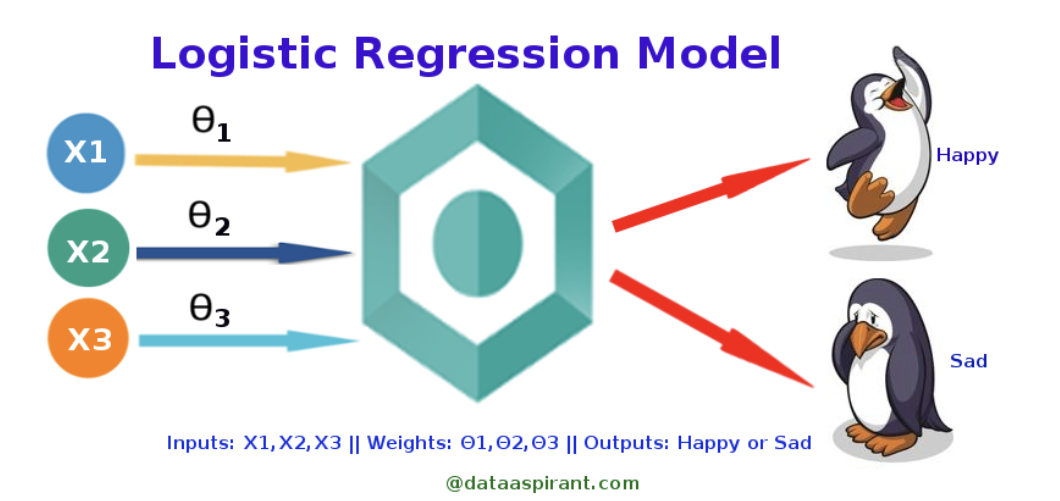 Logistic Regression Model
X1
θ1
Happy
X2
θ2
X3
θ3
Sad
Inputs: X1,X2,X3 || Weights: Θ1,Θ2,Θ3 || Outputs: Happy or Sad
@dataaspirant.com